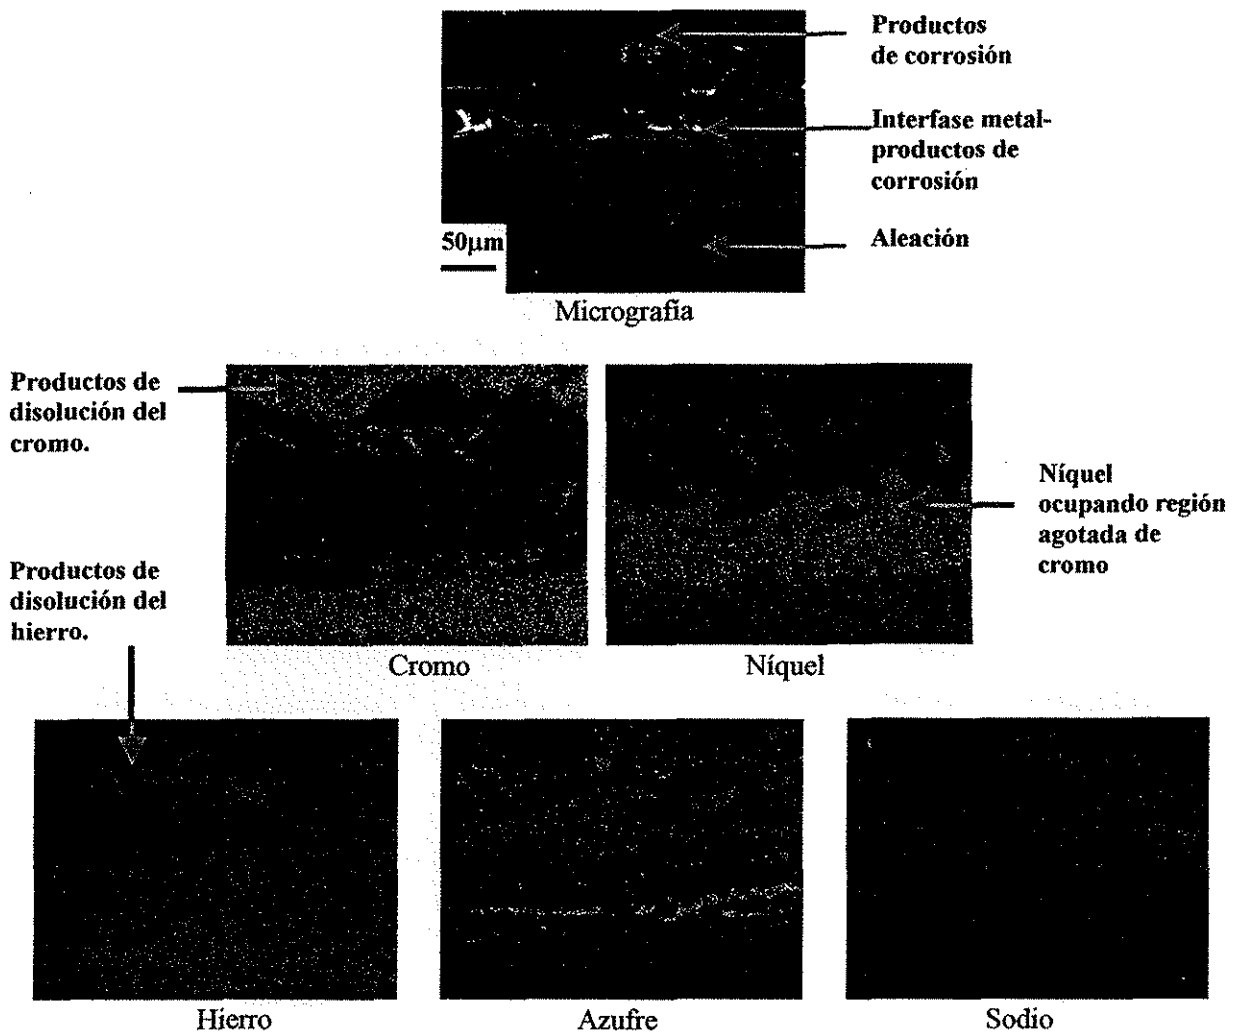 Productos
de corrosión
Interfase metal-
productos de
corrosión
Aleación
50μm
Micrografía
Productos de
disolución del
cromo.
Níquel
ocupando región
agotada de
cromo
Productos de
disolución del
hierro.
Cromo
Níquel
Hierro
Azufre
Sodio